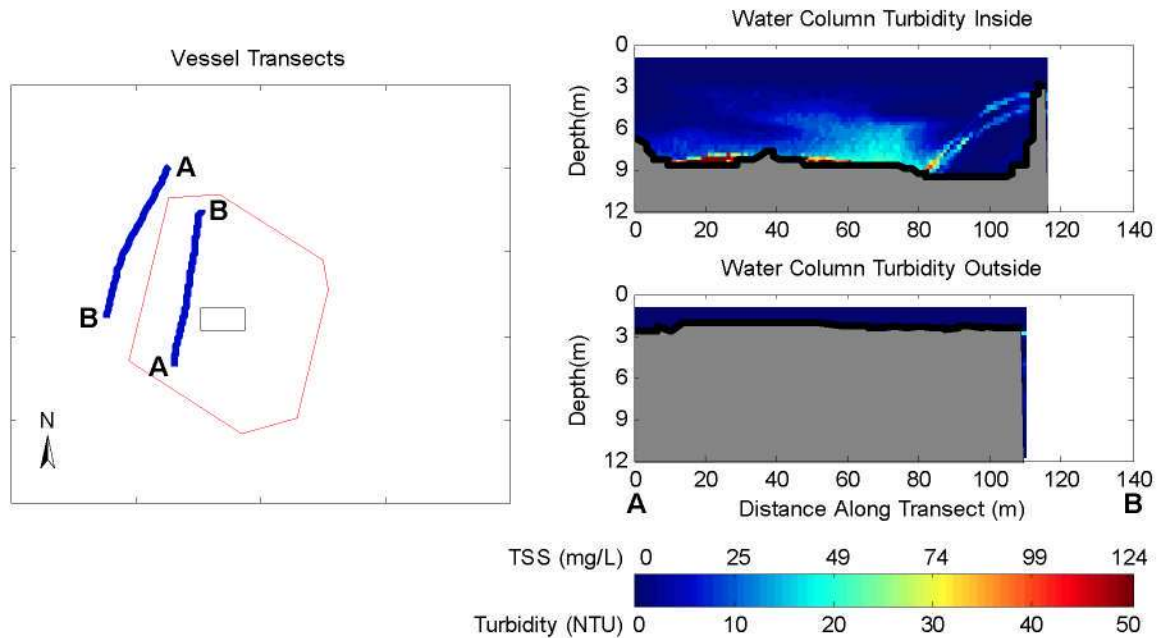 Vessel Transects
A
B
B
A
N
Water Column Turbidity Inside
Depth(m)
0
3
6
9
12
0 20 40 60 80 100 120 140
Water Column Turbidity Outside
Depth(m)
0
3
6
9
12
0 20 40 60 80 100 120 140
A Distance Along Transect (m) B
TSS (mg/L) 0 25 49 74 99 124
Turbidity (NTU) 0 10 20 30 40 50